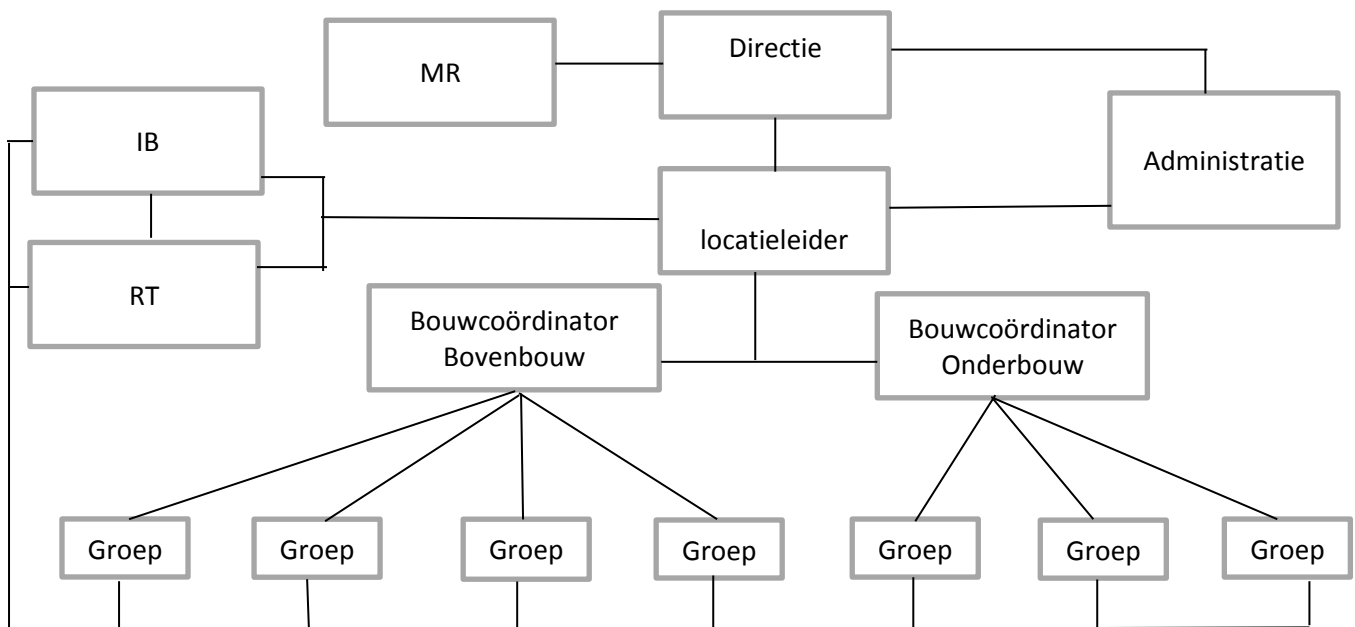 Directie
MR
IB
Administratie
locatieleider
RT
Bouwcoördinator
Bovenbouw
Bouwcoördinator
Onderbouw
Groep
Groep
Groep
Groep
Groep
Groep
Groep